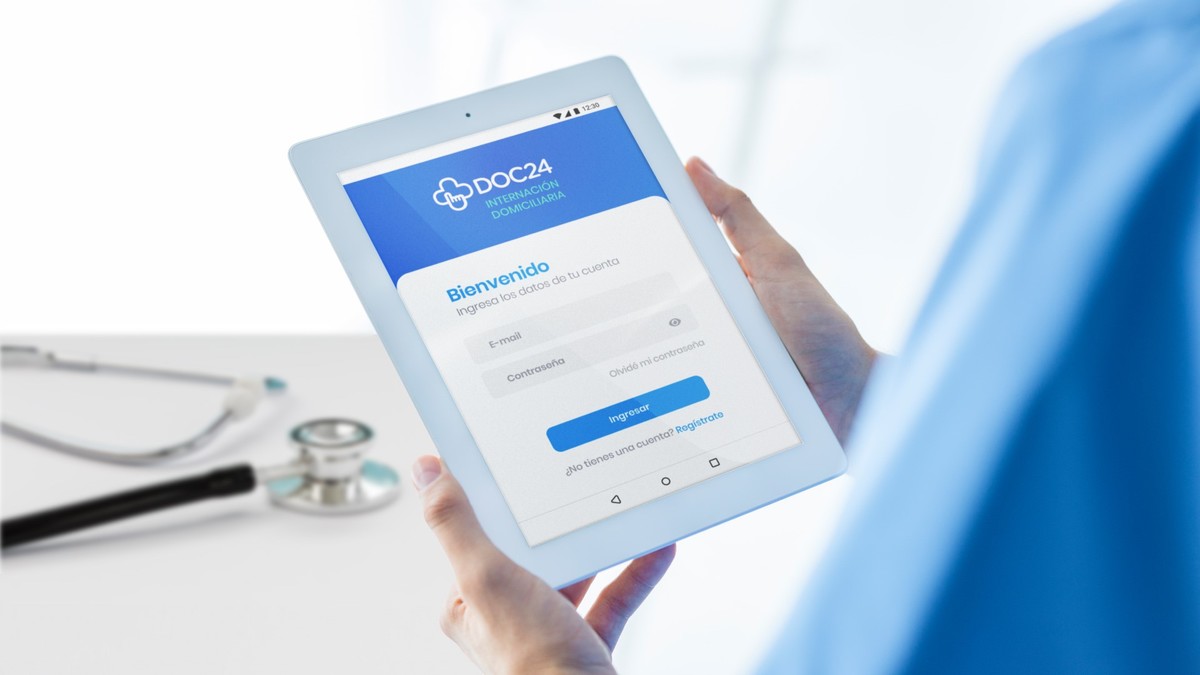 12:30
DOC24
INTERNACIÓN
DOMICILIARIA
Bienvenido
Ingresa los datos de tu cuenta
E-mail
Contraseña
Olvidé mi contraseña
Ingresar
¿No tienes una cuenta? Regístrate